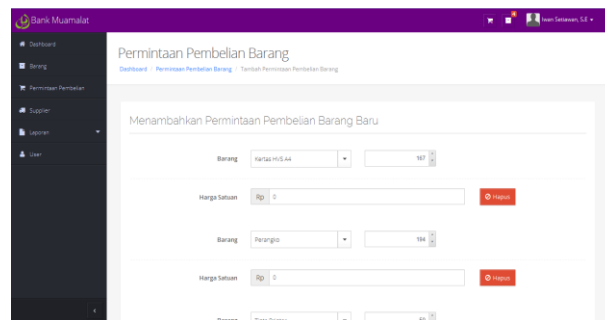 Bank Muamalat
4
Iwan Setiawan, S.E
Dashboard
Barang
Permintaan Pembelian
Supplier
Laporan
User
Permintaan Pembelian Barang
Dashboard / Permintaan Pembelian Barang / Tambah Permintaan Pembelian Barang
Menambahkan Permintaan Pembelian Barang Baru
Barang Kertas HVS A4 167
Harga Satuan Rp 0 Hapus
Barang Perangko 194
Harga Satuan Rp 0 Hapus
Barang